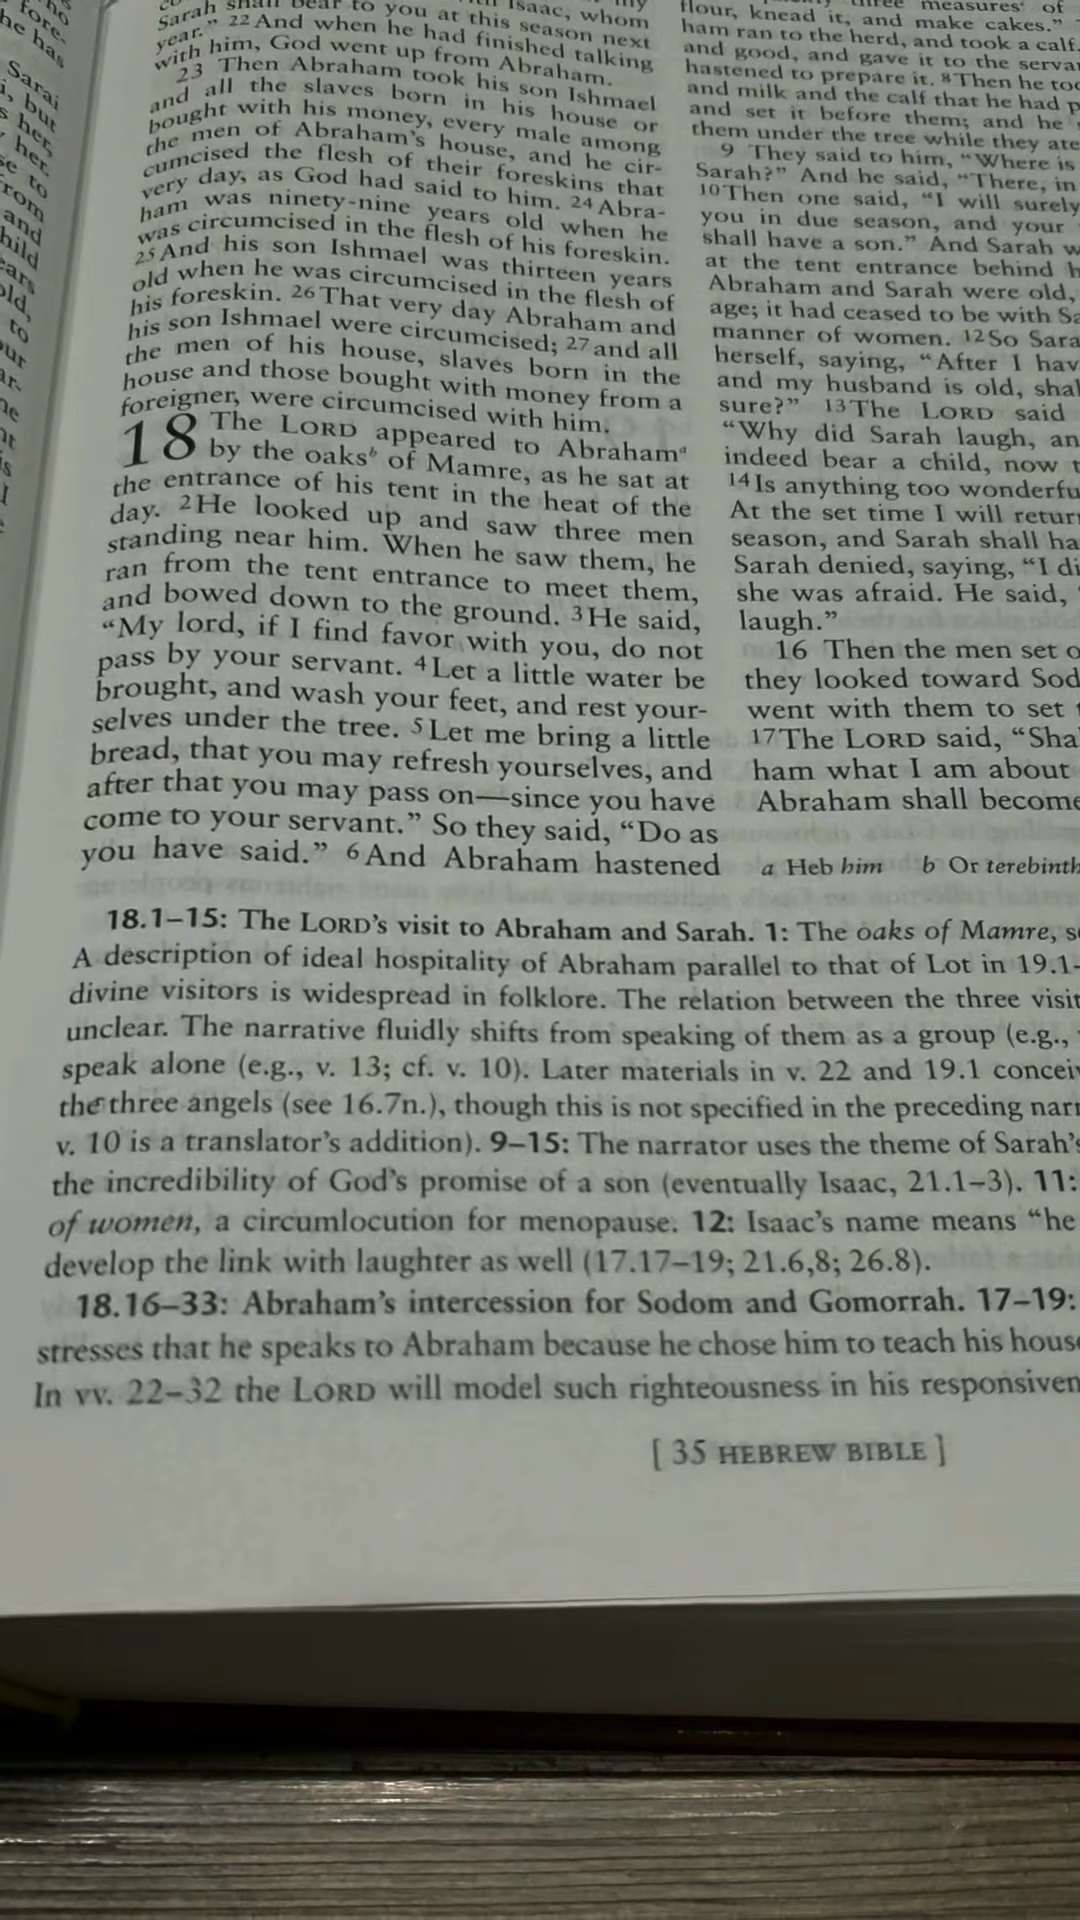 fore-
he has
Sarai
but
her,
her.
to
from
and
to
Sarah shall bear to you at this season next
year." 22 And when he had finished talking
with him, God went up from Abraham.
23 Then Abraham took his son Ishmael
and all the slaves born in his house or
bought with his money, every male among
the men of Abraham's house, and he cir-
cumcised the flesh of their foreskins that
very day, as God had said to him. 24 Abra-
ham was ninety-nine years old when he
was circumcised in the flesh of his foreskin.
25 And his son Ishmael was thirteen years
old when he was circumcised in the flesh of
his foreskin. 26 That very day Abraham and
his son Ishmael were circumcised; 27 and all
the men of his house, slaves born in the
house and those bought with money from a
foreigner, were circumcised with him.
18 The LORD appeared to Abraham a
by the oaks b of Mamre, as he sat at
the entrance of his tent in the heat of the
day. 2 He looked up and saw three men
standing near him. When he saw them, he
ran from the tent entrance to meet them,
and bowed down to the ground. 3 He said,
"My lord, if I find favor with you, do not
pass by your servant. 4 Let a little water be
brought, and wash your feet, and rest your-
selves under the tree. 5 Let me bring a little
bread, that you may refresh yourselves, and
after that you may pass on—since you have
come to your servant." So they said, "Do as
you have said." 6 And Abraham hastened
three measures of
flour, knead it, and make cakes."
ham ran to the herd, and took a calf,
and good, and gave it to the serva
hastened to prepare it. 8 Then he too
and milk and the calf that he had p
and set it before them; and he
them under the tree while they ate
9 They said to him, "Where is
Sarah?" And he said, "There, in
10 Then one said, "I will surely
you in due season, and your
shall have a son." And Sarah w
at the tent entrance behind h
Abraham and Sarah were old,
age; it had ceased to be with Sa
manner of women. 12 So Sara
herself, saying, "After I hav
and my husband is old, shal
sure?" 13 The LORD said
"Why did Sarah laugh, an
indeed bear a child, now t
14 Is anything too wonderfu
At the set time I will retur
season, and Sarah shall ha
Sarah denied, saying, "I di
she was afraid. He said,
laugh."
16 Then the men set o
they looked toward Sod
went with them to set
17 The LORD said, "Sha
ham what I am about
Abraham shall become
a Heb him b Or terebinth
18.1–15: The LORD's visit to Abraham and Sarah. 1: The oaks of Mamre, s
A description of ideal hospitality of Abraham parallel to that of Lot in 19.1–
divine visitors is widespread in folklore. The relation between the three visit
unclear. The narrative fluidly shifts from speaking of them as a group (e.g.,
speak alone (e.g., v. 13; cf. v. 10). Later materials in v. 22 and 19.1 concei
the three angels (see 16.7n.), though this is not specified in the preceding narr
v. 10 is a translator's addition). 9–15: The narrator uses the theme of Sarah's
the incredibility of God's promise of a son (eventually Isaac, 21.1–3). 11:
of women, a circumlocution for menopause. 12: Isaac's name means "he
develop the link with laughter as well (17.17–19; 21.6,8; 26.8).
18.16–33: Abraham's intercession for Sodom and Gomorrah. 17–19:
stresses that he speaks to Abraham because he chose him to teach his house
In vv. 22–32 the LORD will model such righteousness in his responsiven
[ 35 HEBREW BIBLE ]